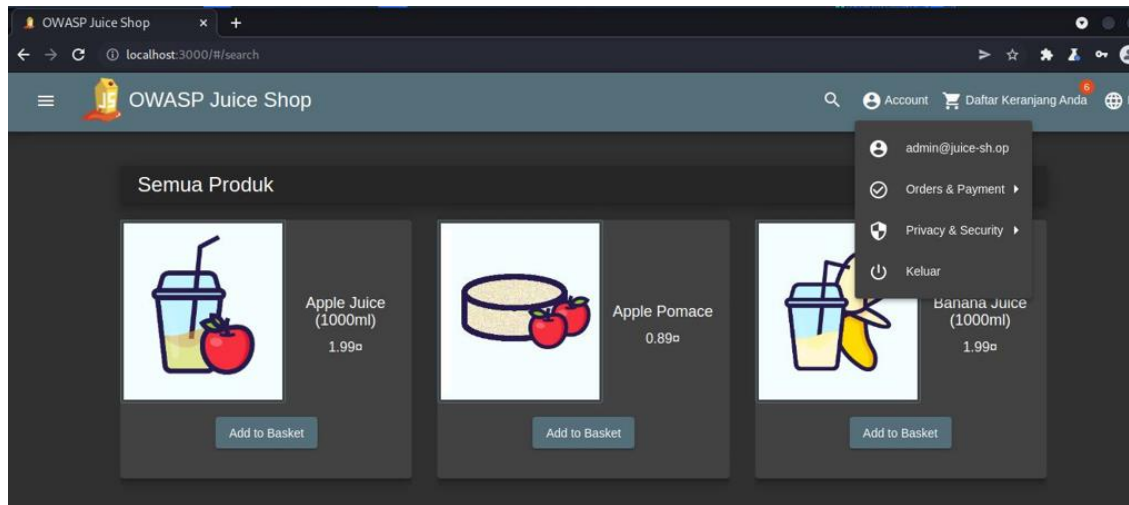 OWASP Juice Shop
localhost:3000/#/search
OWASP Juice Shop
Account
Daftar Keranjang Anda
6
admin@juice-sh.op
Orders & Payment
Privacy & Security
Keluar
Semua Produk
Apple Juice
(1000ml)
1.99¤
Add to Basket
Apple Pomace
0.89¤
Add to Basket
Banana Juice
(1000ml)
1.99¤
Add to Basket